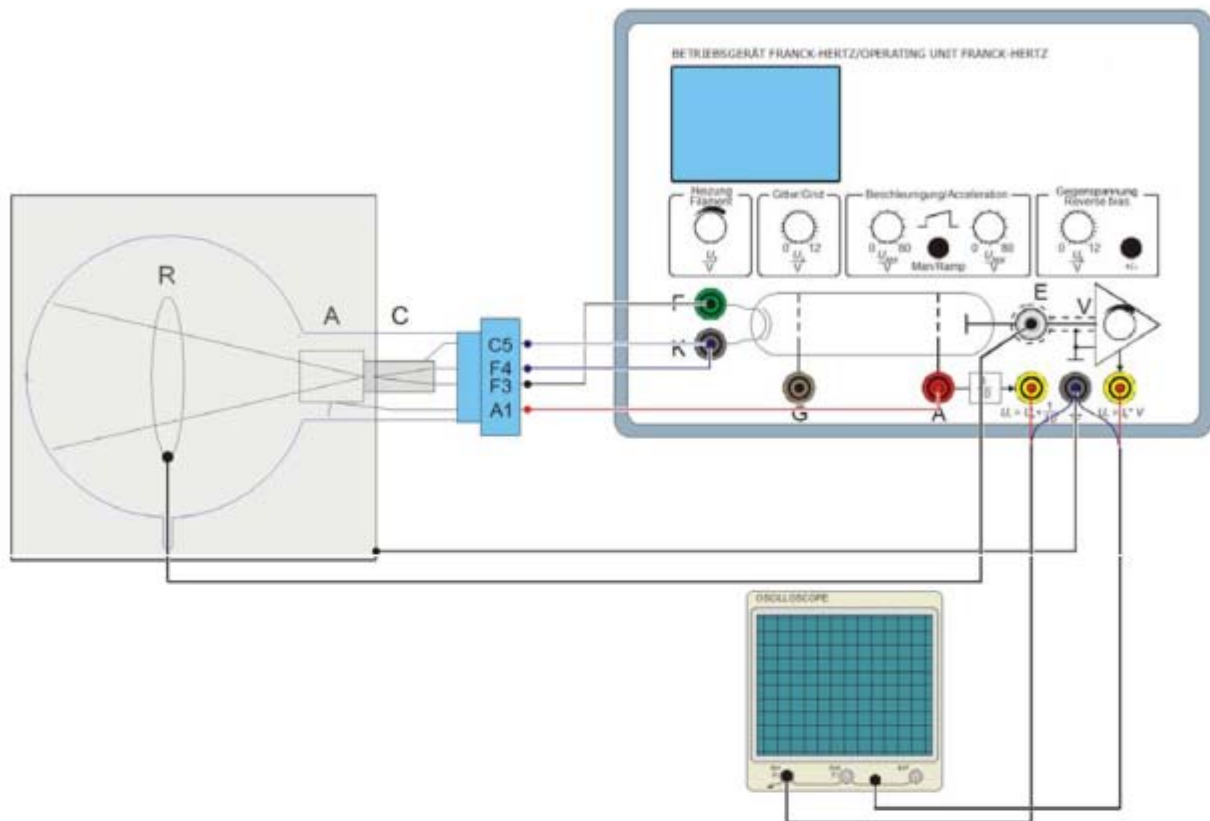 BETRIEBSGERÄT FRANCK-HERTZ/OPERATING UNIT FRANCK-HERTZ
Heizung
Filament
Gitter/Grid
Beschleunigung/Acceleration
Gegenspannung
Reverse bias
0 12
0 80
0 80
0 12
V
V
V
Man/Ramp
V
V
+/-
R
A
C
F
K
E
V
C5
F4
F3
A1
G
A
OSCILLOSCOPE